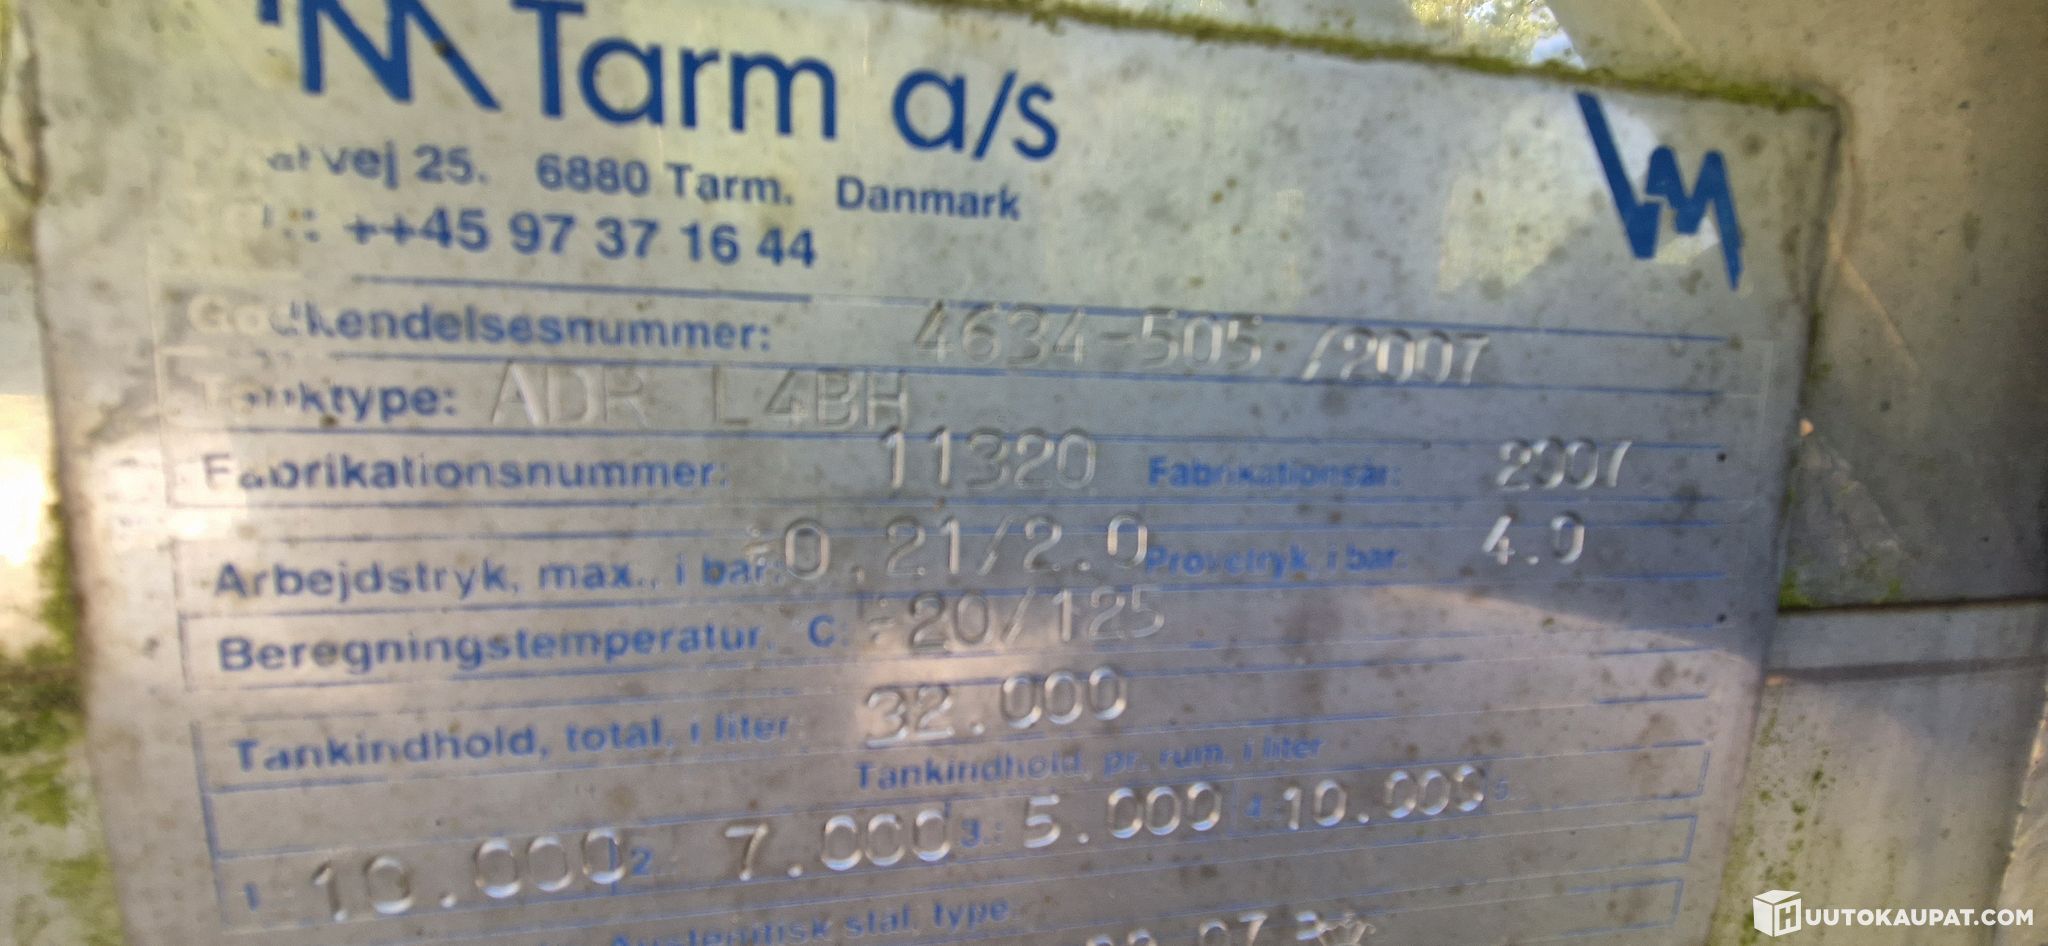 VM Tarm a/s
vej 25. 6880 Tarm. Danmark
++45 97 37 16 44
Godkendelsesnummer: 4634-505 /2007
Tanktype: ADR L4BH
Fabrikationsnummer: 11320 Fabrikationsår: 2007
Arbejdstryk, max., i bar: ÷0.21/2.0 Prøvetryk, i bar: 4.0
Beregningstemperatur, °C: ÷20/125
Tankindhold, total, i liter: 32.000
Tankindhold, pr. rum, i liter
1. 10.000 2. 7.000 3.: 5.000 4. 10.000 5.
Austenitisk stål, type:
HUUTOKAUPAT.COM